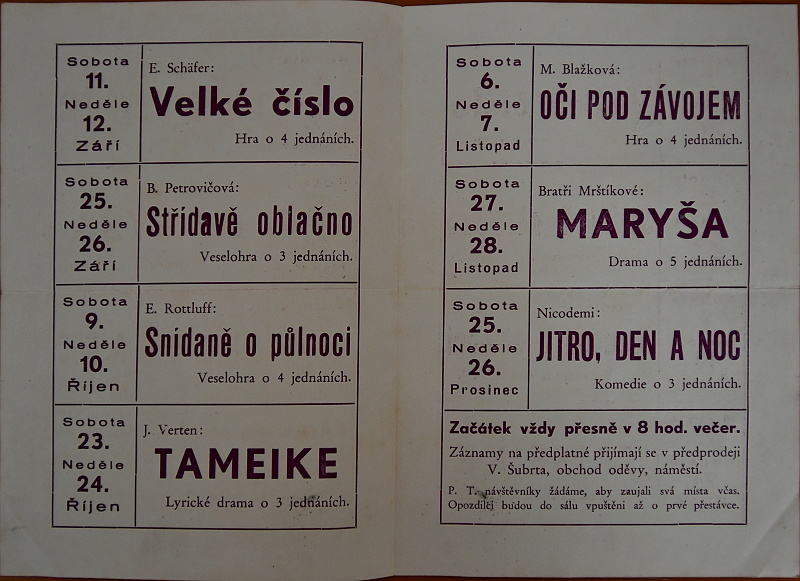 Sobota
11.
Neděle
12.
Září
E. Schäfer:
Velké číslo
Hra o 4 jednáních.
Sobota
25.
Neděle
26.
Září
B. Petrovičová:
Střídavě oblačno
Veselohra o 3 jednáních.
Sobota
9.
Neděle
10.
Říjen
E. Rottluff:
Snídaně o půlnoci
Veselohra o 4 jednáních.
Sobota
23.
Neděle
24.
Říjen
J. Verten:
TAMEIKE
Lyrické drama o 3 jednáních.
Sobota
6.
Neděle
7.
Listopad
M. Blažková:
OČI POD ZÁVOJEM
Hra o 4 jednáních.
Sobota
27.
Neděle
28.
Listopad
Bratři Mrštíkové:
MARYŠA
Drama o 5 jednáních.
Sobota
25.
Neděle
26.
Prosinec
Nicodemi:
JITRO, DEN A NOC
Komedie o 3 jednáních.
Začátek vždy přesně v 8 hod. večer.
Záznamy na předplatné přijímají se v předprodeji
V. Šubrta, obchod oděvy, náměstí.
P. T. návštěvníky žádáme, aby zaujali svá místa včas.
Opozdilej budou do sálu vpuštěni až o prvé přestávce.